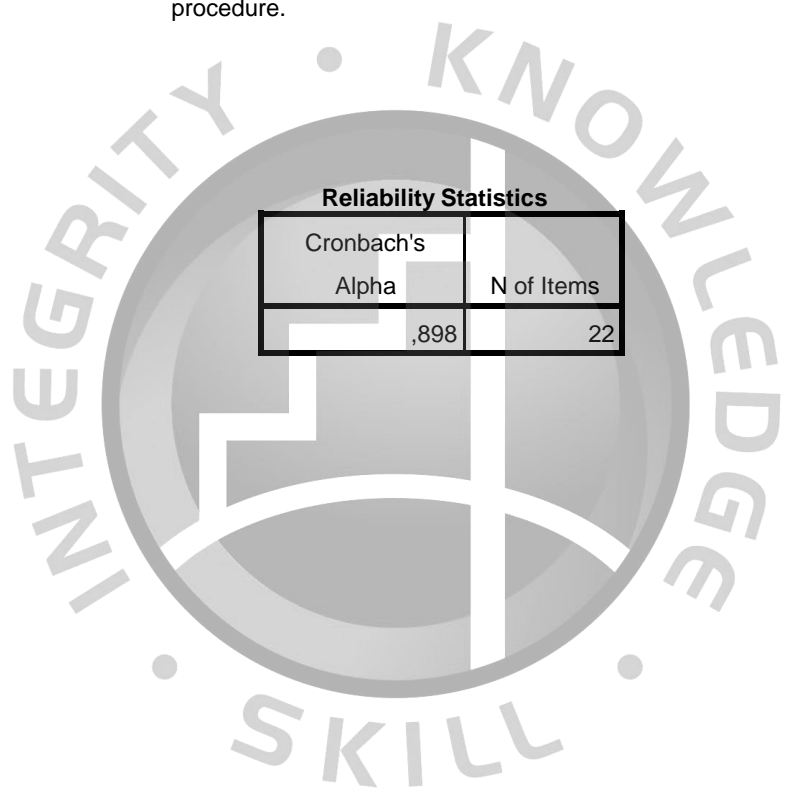 procedure.
INTEGRITY • KNOWLEDGE • SKILL
Reliability Statistics
Cronbach's
Alpha
N of Items
,898
22